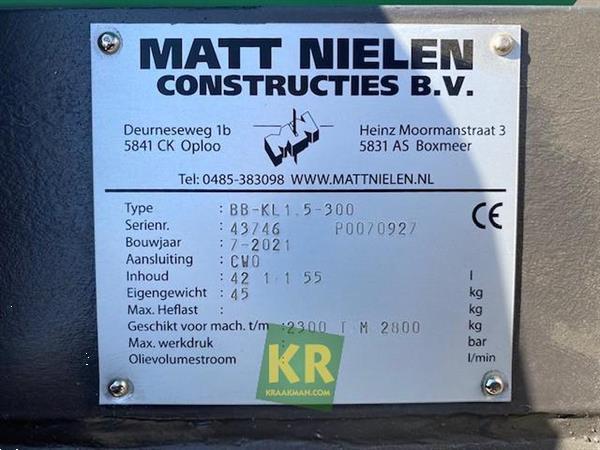 MATT NIELEN
CONSTRUCTIES B.V.
Deurneseweg 1b
5841 CK Oploo
Heinz Moormanstraat 3
5831 AS Boxmeer
Tel: 0485-383098 WWW.MATTNIELEN.NL
Type : BB-KL1.5-300
Serienr. : 43746 P0070927
Bouwjaar : 7-2021
Aansluiting : CW0
Inhoud : 42 1-1 55 l
Eigengewicht : 45 kg
Max. Heflast : kg
Geschikt voor mach. t/m : 2300 T M 2800 kg
Max. werkdruk : bar
Olievolumestroom l/min
CE
KR
KRAAKMAN.COM